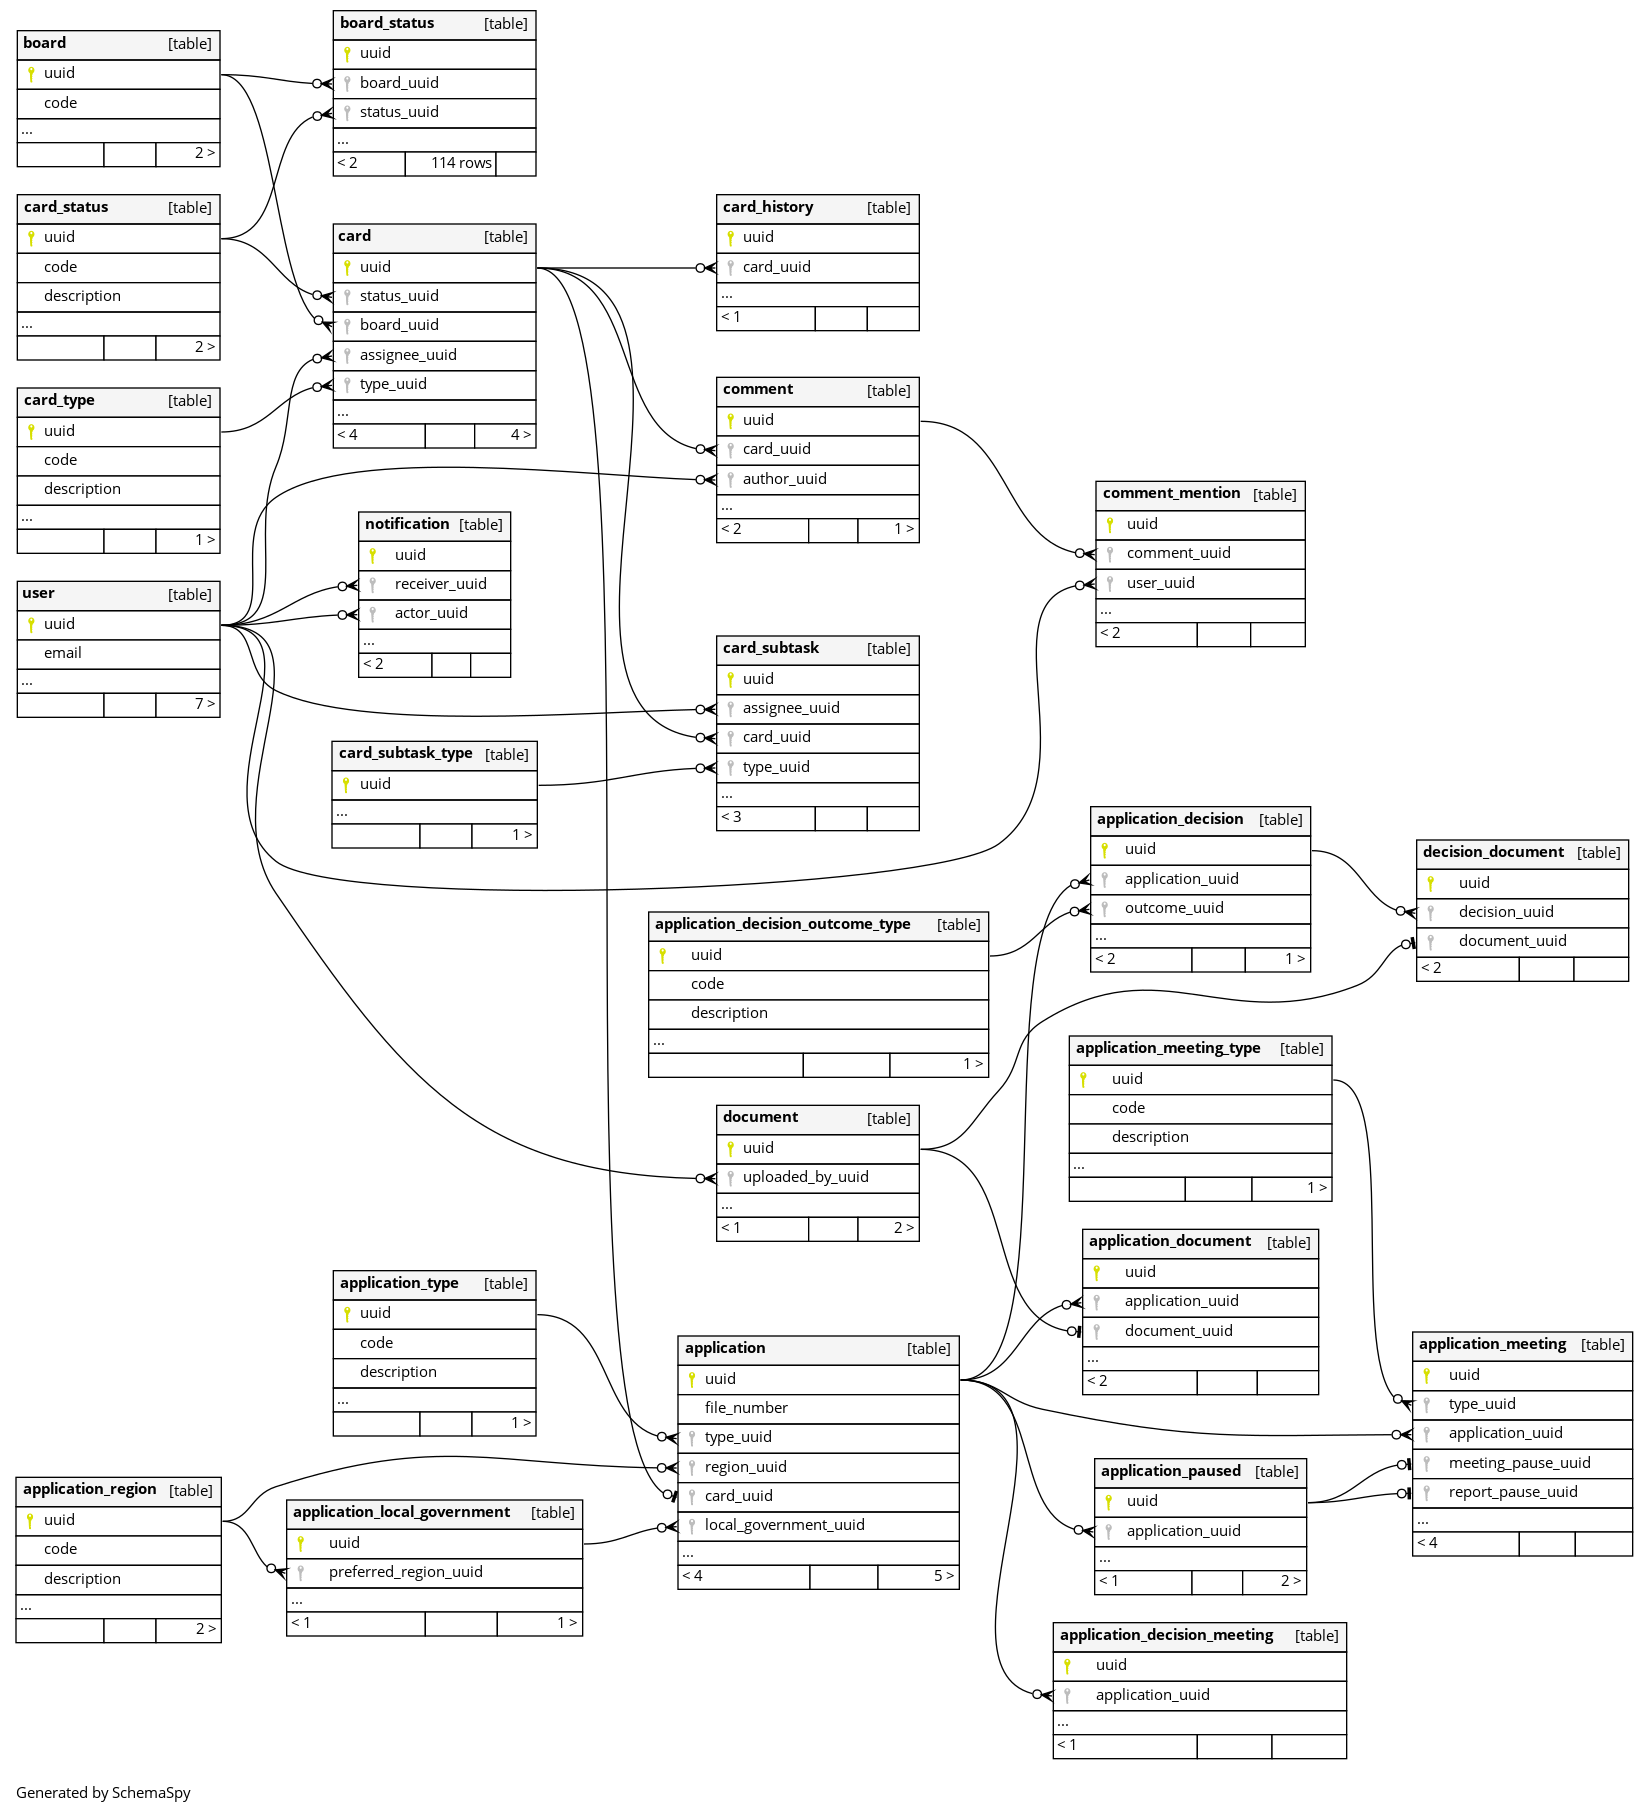 board [table]
uuid
code
...
2 >
board_status [table]
uuid
board_uuid
status_uuid
...
< 2 114 rows
card_status [table]
uuid
code
description
...
2 >
card [table]
uuid
status_uuid
board_uuid
assignee_uuid
type_uuid
...
< 4 4 >
card_history [table]
uuid
card_uuid
...
< 1
card_type [table]
uuid
code
description
...
1 >
comment [table]
uuid
card_uuid
author_uuid
...
< 2 1 >
comment_mention [table]
uuid
comment_uuid
user_uuid
...
< 2
notification [table]
uuid
receiver_uuid
actor_uuid
...
< 2
user [table]
uuid
email
...
7 >
card_subtask [table]
uuid
assignee_uuid
card_uuid
type_uuid
...
< 3
card_subtask_type [table]
uuid
...
1 >
application_decision [table]
uuid
application_uuid
outcome_uuid
...
< 2 1 >
decision_document [table]
uuid
decision_uuid
document_uuid
< 2
application_decision_outcome_type [table]
uuid
code
description
...
1 >
application_meeting_type [table]
uuid
code
description
...
1 >
document [table]
uuid
uploaded_by_uuid
...
< 1 2 >
application_document [table]
uuid
application_uuid
document_uuid
...
< 2
application_type [table]
uuid
code
description
...
1 >
application [table]
uuid
file_number
type_uuid
region_uuid
card_uuid
local_government_uuid
...
< 4 5 >
application_meeting [table]
uuid
type_uuid
application_uuid
meeting_pause_uuid
report_pause_uuid
...
< 4
application_paused [table]
uuid
application_uuid
...
< 1 2 >
application_region [table]
uuid
code
description
...
2 >
application_local_government [table]
uuid
preferred_region_uuid
...
< 1 1 >
application_decision_meeting [table]
uuid
application_uuid
...
< 1
Generated by SchemaSpy